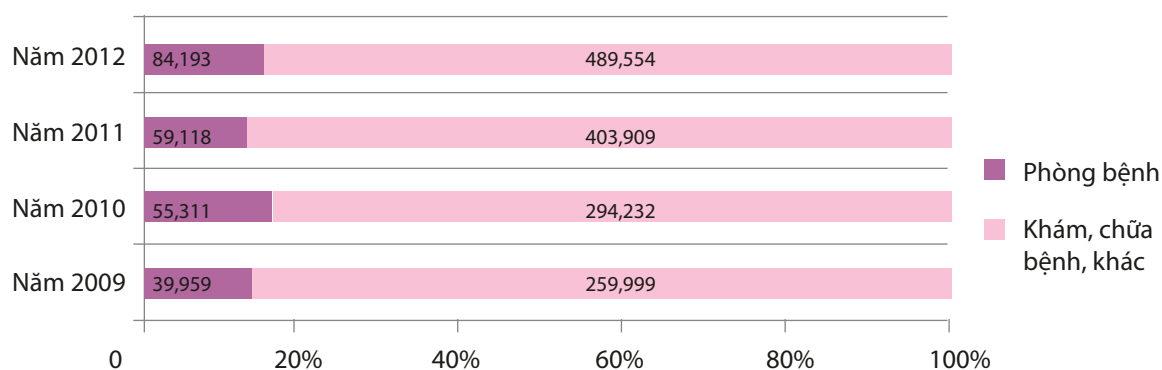 Năm 2012
84,193
489,554
Năm 2011
59,118
403,909
Năm 2010
55,311
294,232
Năm 2009
39,959
259,999
0
20%
40%
60%
80%
100%
Phòng bệnh
Khám, chữa
bệnh, khác